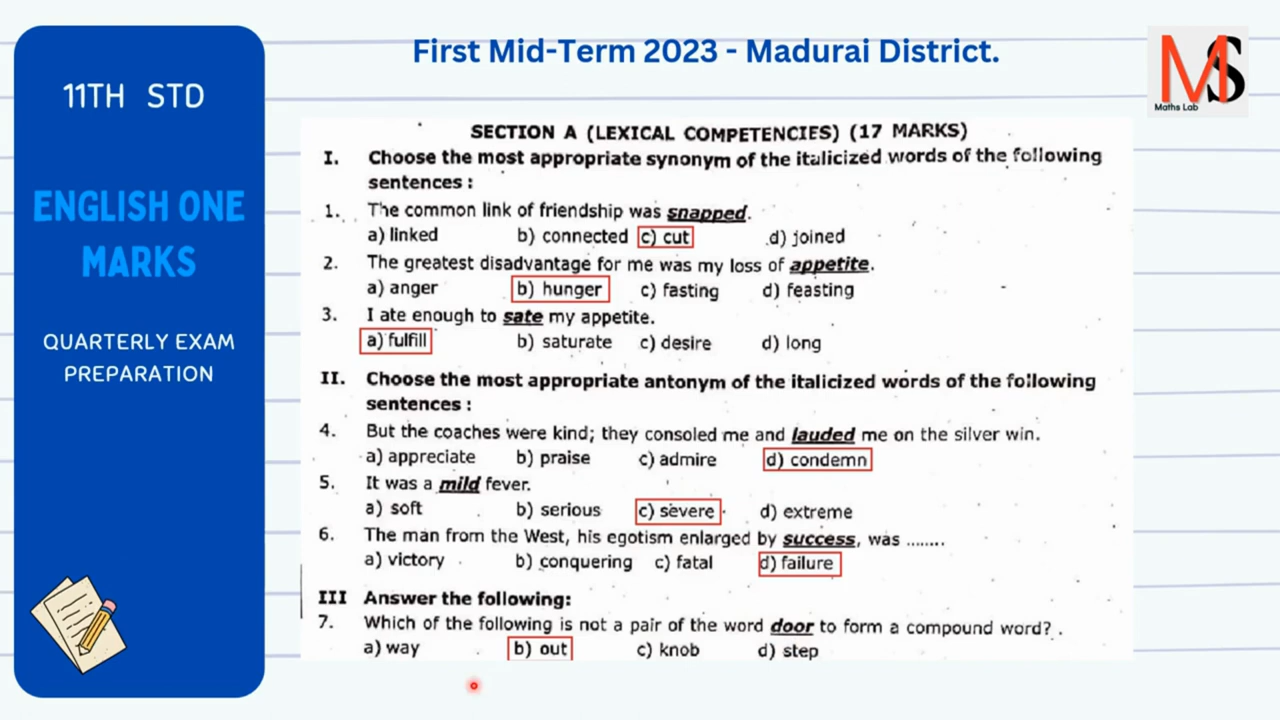 First Mid-Term 2023 - Madurai District.
MS
Maths Lab
11TH STD
ENGLISH ONE
MARKS
QUARTERLY EXAM
PREPARATION
SECTION A (LEXICAL COMPETENCIES) (17 MARKS)
I. Choose the most appropriate synonym of the italicized words of the following
sentences :
1. The common link of friendship was snapped.
a) linked b) connected c) cut d) joined
2. The greatest disadvantage for me was my loss of appetite.
a) anger b) hunger c) fasting d) feasting
3. I ate enough to sate my appetite.
a) fulfill b) saturate c) desire d) long
II. Choose the most appropriate antonym of the italicized words of the following
sentences :
4. But the coaches were kind; they consoled me and lauded me on the silver win.
a) appreciate b) praise c) admire d) condemn
5. It was a mild fever.
a) soft b) serious c) severe d) extreme
6. The man from the West, his egotism enlarged by success, was ........
a) victory b) conquering c) fatal d) failure
III Answer the following:
7. Which of the following is not a pair of the word door to form a compound word?
a) way b) out c) knob d) step